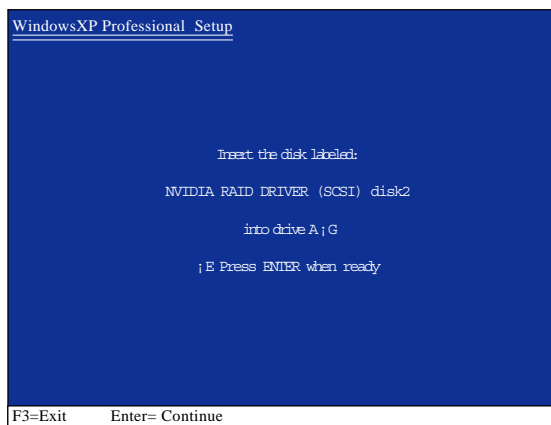 WindowsXP Professional Setup
Insert the disk labeled:
NVIDIA RAID DRIVER (SCSI) disk2
into drive A¡G
¡E Press ENTER when ready
F3=Exit Enter= Continue